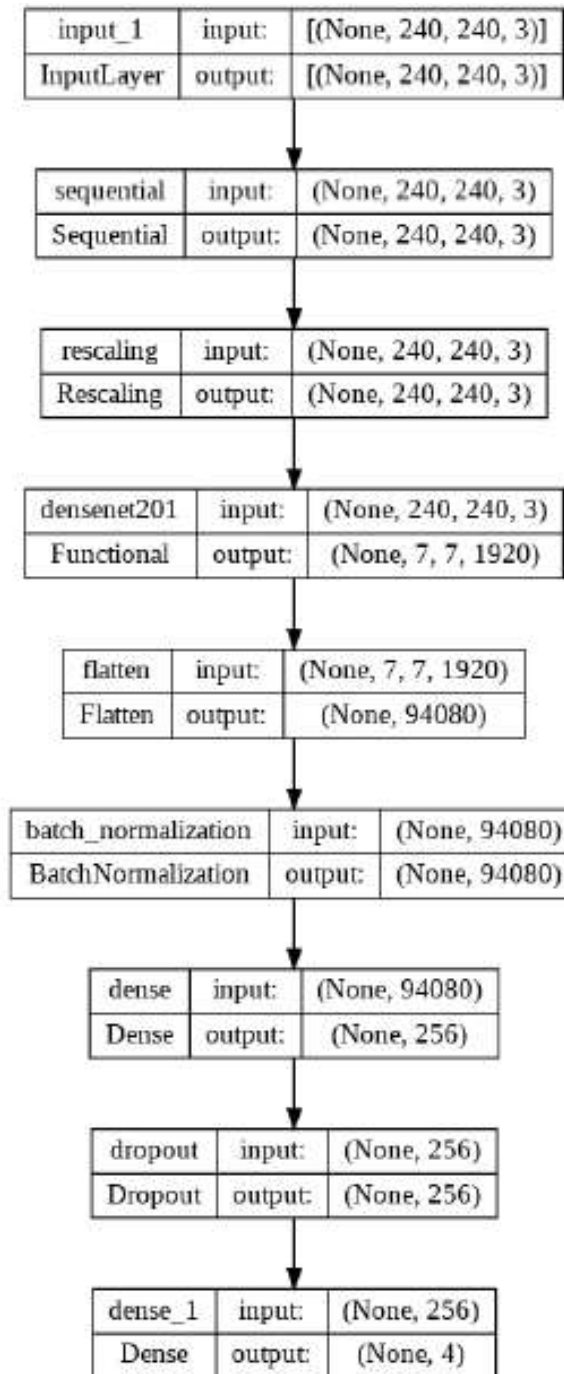 input_1 input: [(None, 240, 240, 3)]
InputLayer output: [(None, 240, 240, 3)]
sequential input: (None, 240, 240, 3)
Sequential output: (None, 240, 240, 3)
rescaling input: (None, 240, 240, 3)
Rescaling output: (None, 240, 240, 3)
densenet201 input: (None, 240, 240, 3)
Functional output: (None, 7, 7, 1920)
flatten input: (None, 7, 7, 1920)
Flatten output: (None, 94080)
batch_normalization input: (None, 94080)
BatchNormalization output: (None, 94080)
dense input: (None, 94080)
Dense output: (None, 256)
dropout input: (None, 256)
Dropout output: (None, 256)
dense_1 input: (None, 256)
Dense output: (None, 4)